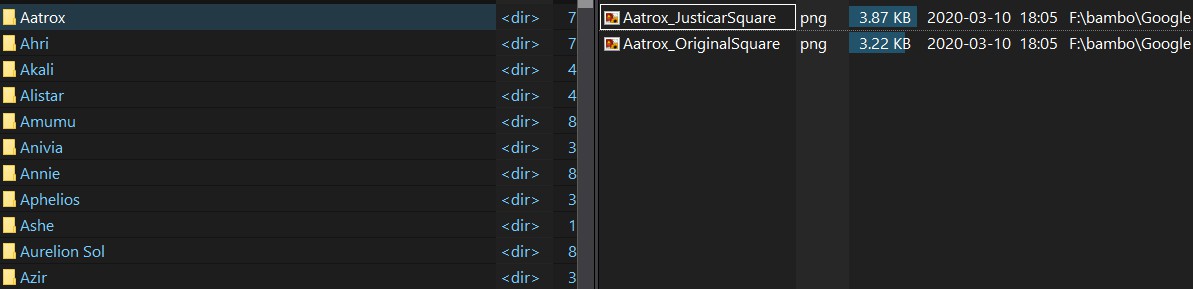 Aatrox <dir> 7
Ahri <dir> 7
Akali <dir> 4
Alistar <dir> 4
Amumu <dir> 8
Anivia <dir> 3
Annie <dir> 8
Aphelios <dir> 3
Ashe <dir> 1
Aurelion Sol <dir> 8
Azir <dir> 3
Aatrox_JusticarSquare png 3.87 KB 2020-03-10 18:05 F:\bambo\Google
Aatrox_OriginalSquare png 3.22 KB 2020-03-10 18:05 F:\bambo\Google